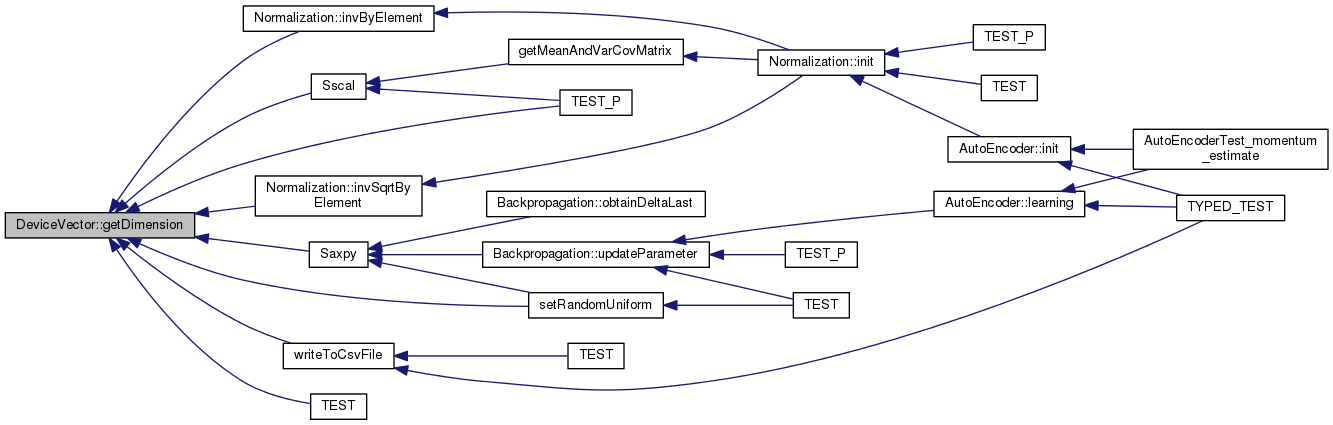 Normalization::invByElement
getMeanAndVarCovMatrix
TEST_P
Normalization::init
Sscal
TEST
TEST_P
AutoEncoder::init
AutoEncoderTest_momentum
_estimate
Normalization::invSqrtBy
Element
Backpropagation::obtainDeltaLast
AutoEncoder::learning
TYPED_TEST
DeviceVector::getDimension
Saxpy
Backpropagation::updateParameter
TEST_P
setRandomUniform
TEST
writeToCsvFile
TEST
TEST